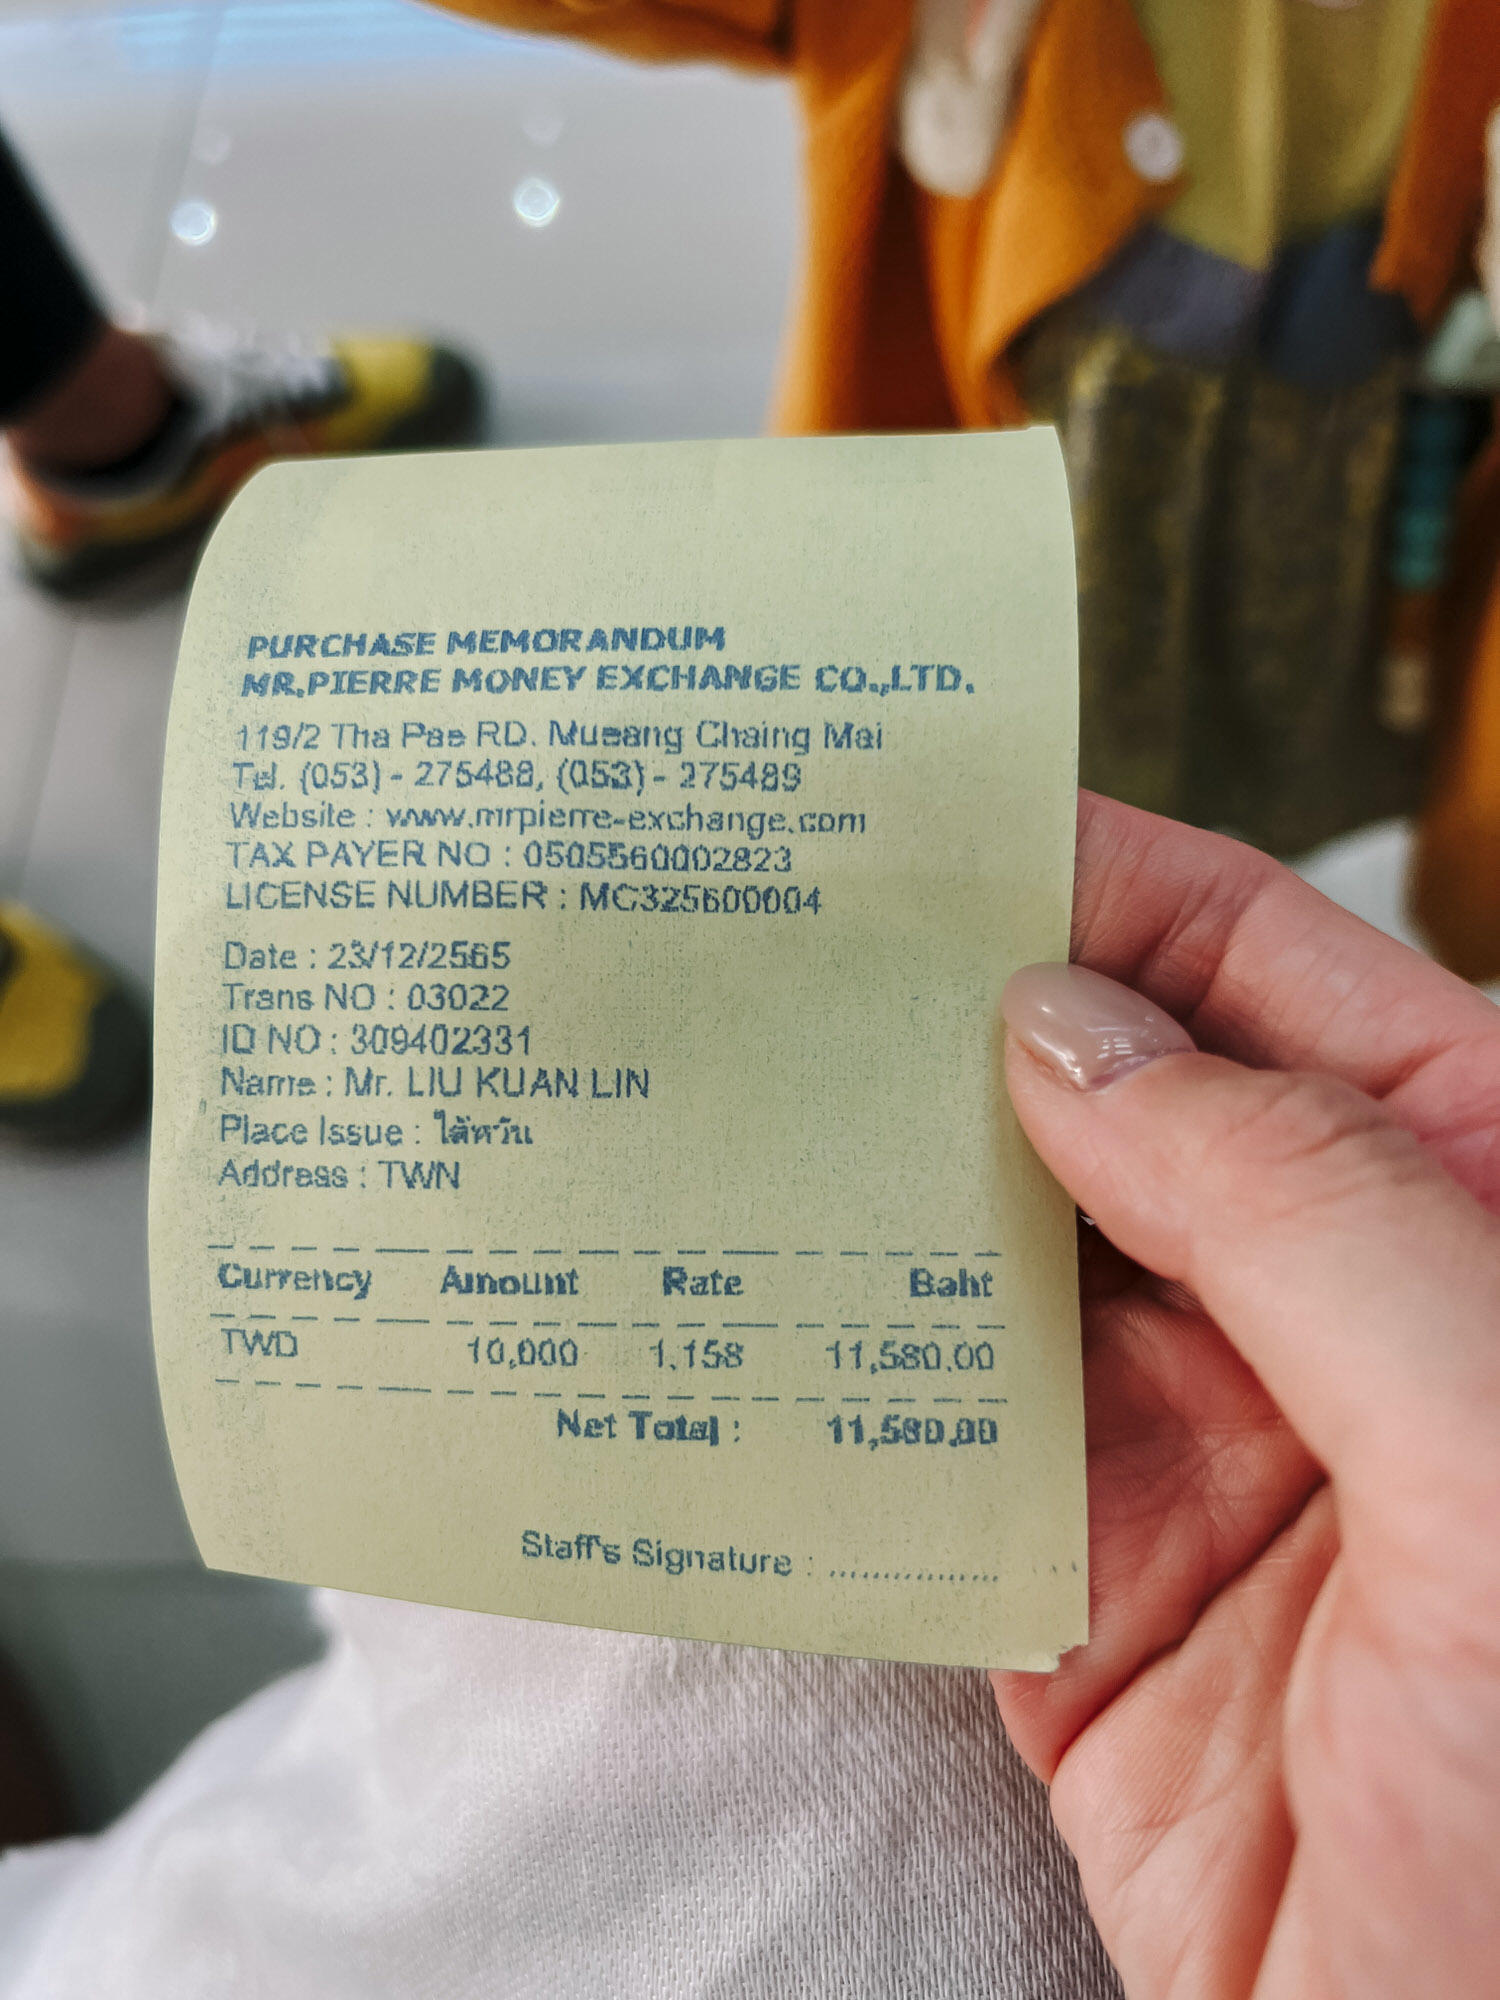 PURCHASE MEMORANDUM
MR.PIERRE MONEY EXCHANGE CO.,LTD.
119/2 Tha Pae RD. Mueang Chaing Mai
Tel. (053) - 275488, (053) - 275489
Website : www.mrpierre-exchange.com
TAX PAYER NO : 0505560002823
LICENSE NUMBER : MC325600004
Date : 23/12/2565
Trans NO : 03022
ID NO : 309402331
Name : Mr. LIU KUAN LIN
Place Issue : ไต้หวัน
Address : TWN
Currency Amount Rate Baht
TWD 10,000 1.158 11,580.00
Net Total : 11,580.00
Staff's Signature : ................